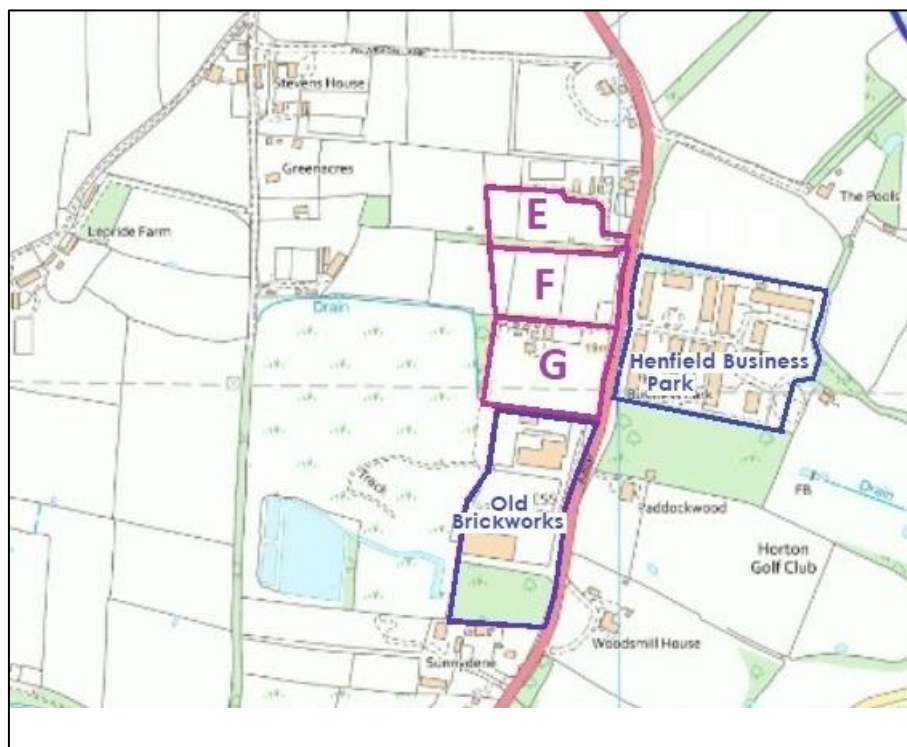 Stevens House
Greenacres
The Pools
Lepride Farm
E
F
G
Drain
Henfield Business
Park
Track
Old
Brickworks
Paddockwood
FB
Drain
Horton
Golf Club
Woodsmill House
Sunnydene